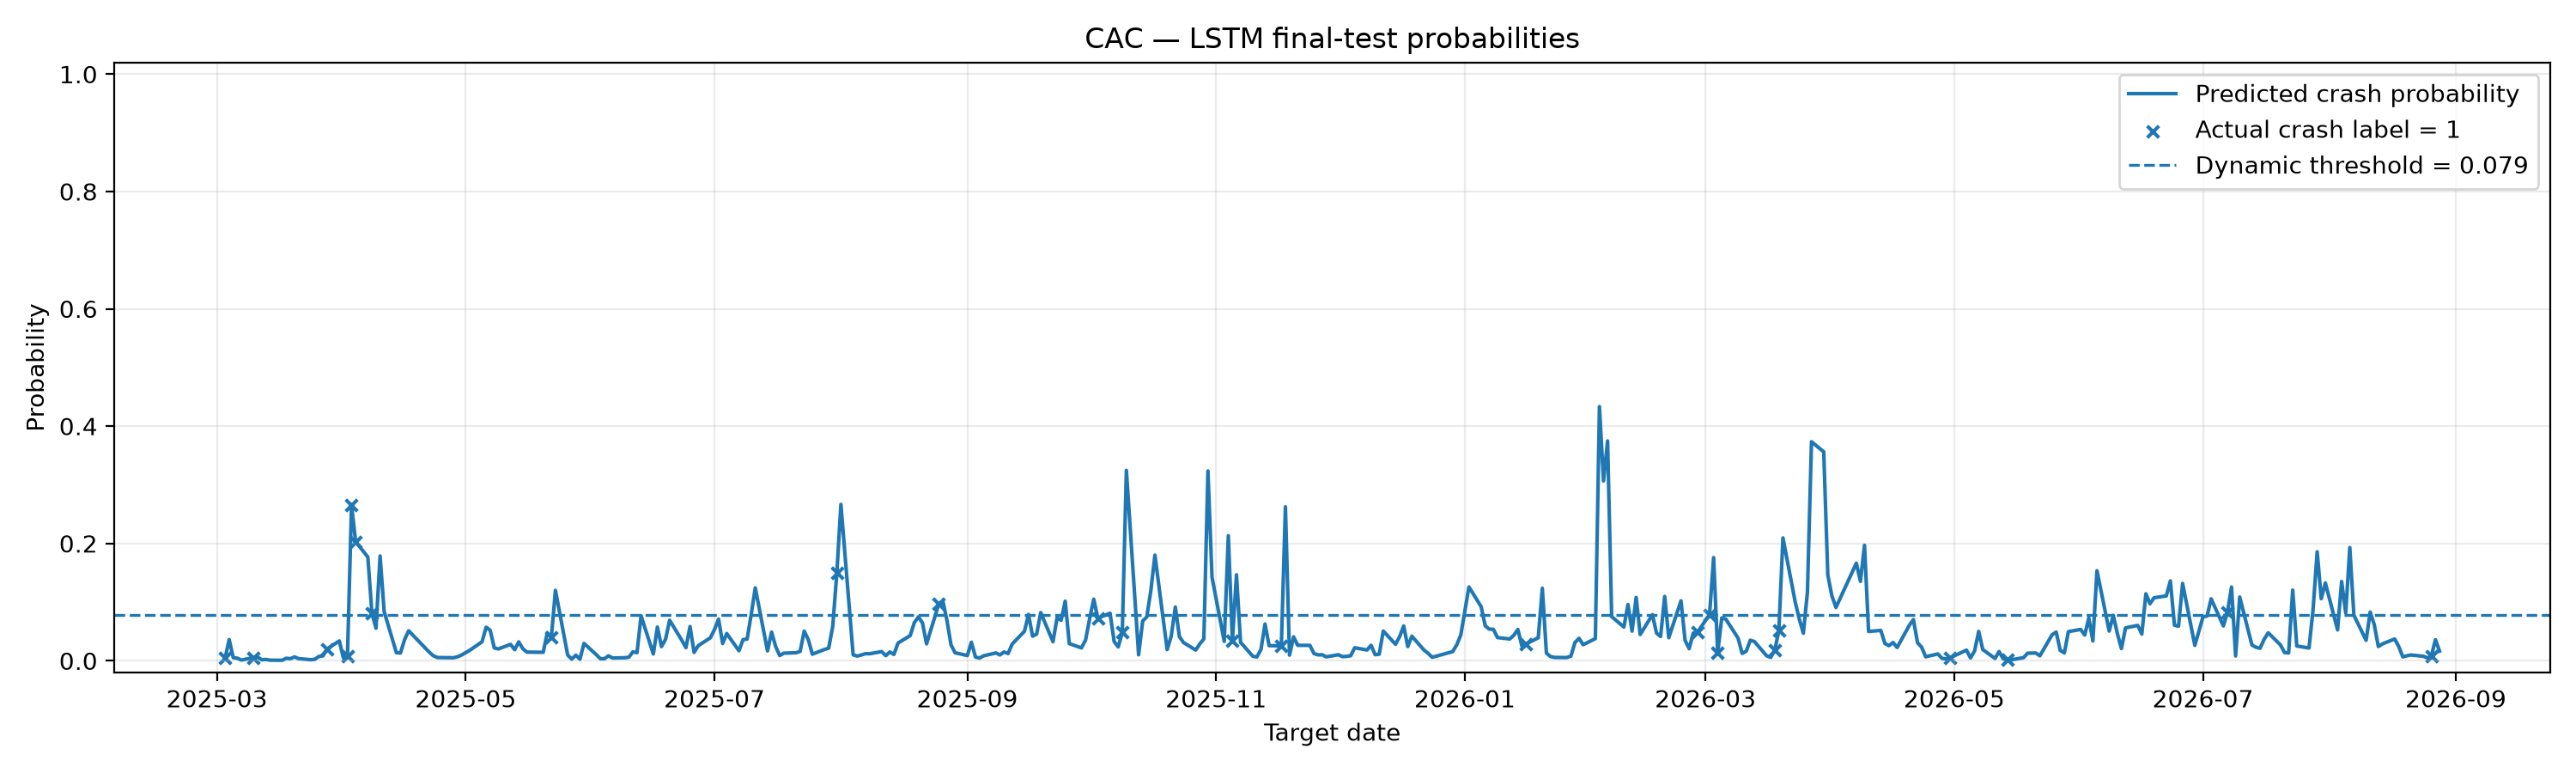 CAC — LSTM final-test probabilities
Predicted crash probability
Actual crash label = 1
Dynamic threshold = 0.079
Probability
1.0
0.8
0.6
0.4
0.2
0.0
2025-03 2025-05 2025-07 2025-09 2025-11 2026-01 2026-03 2026-05 2026-07 2026-09
Target date